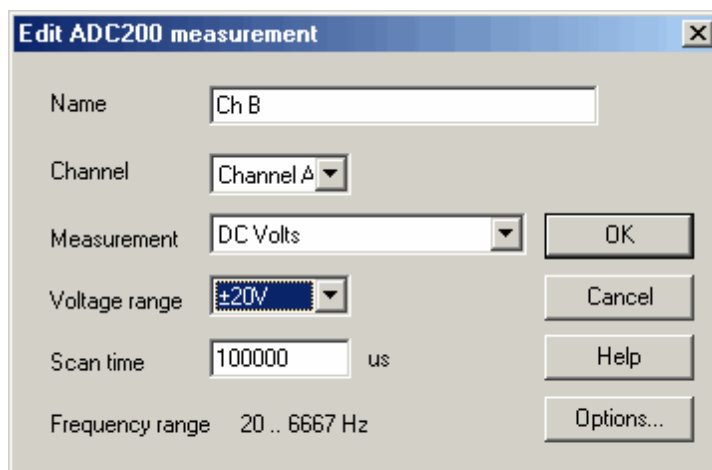 Edit ADC200 measurement
Name Ch B
Channel Channel A
Measurement DC Volts OK
Voltage range ±20V Cancel
Scan time 100000 us Help
Frequency range 20 .. 6667 Hz Options...